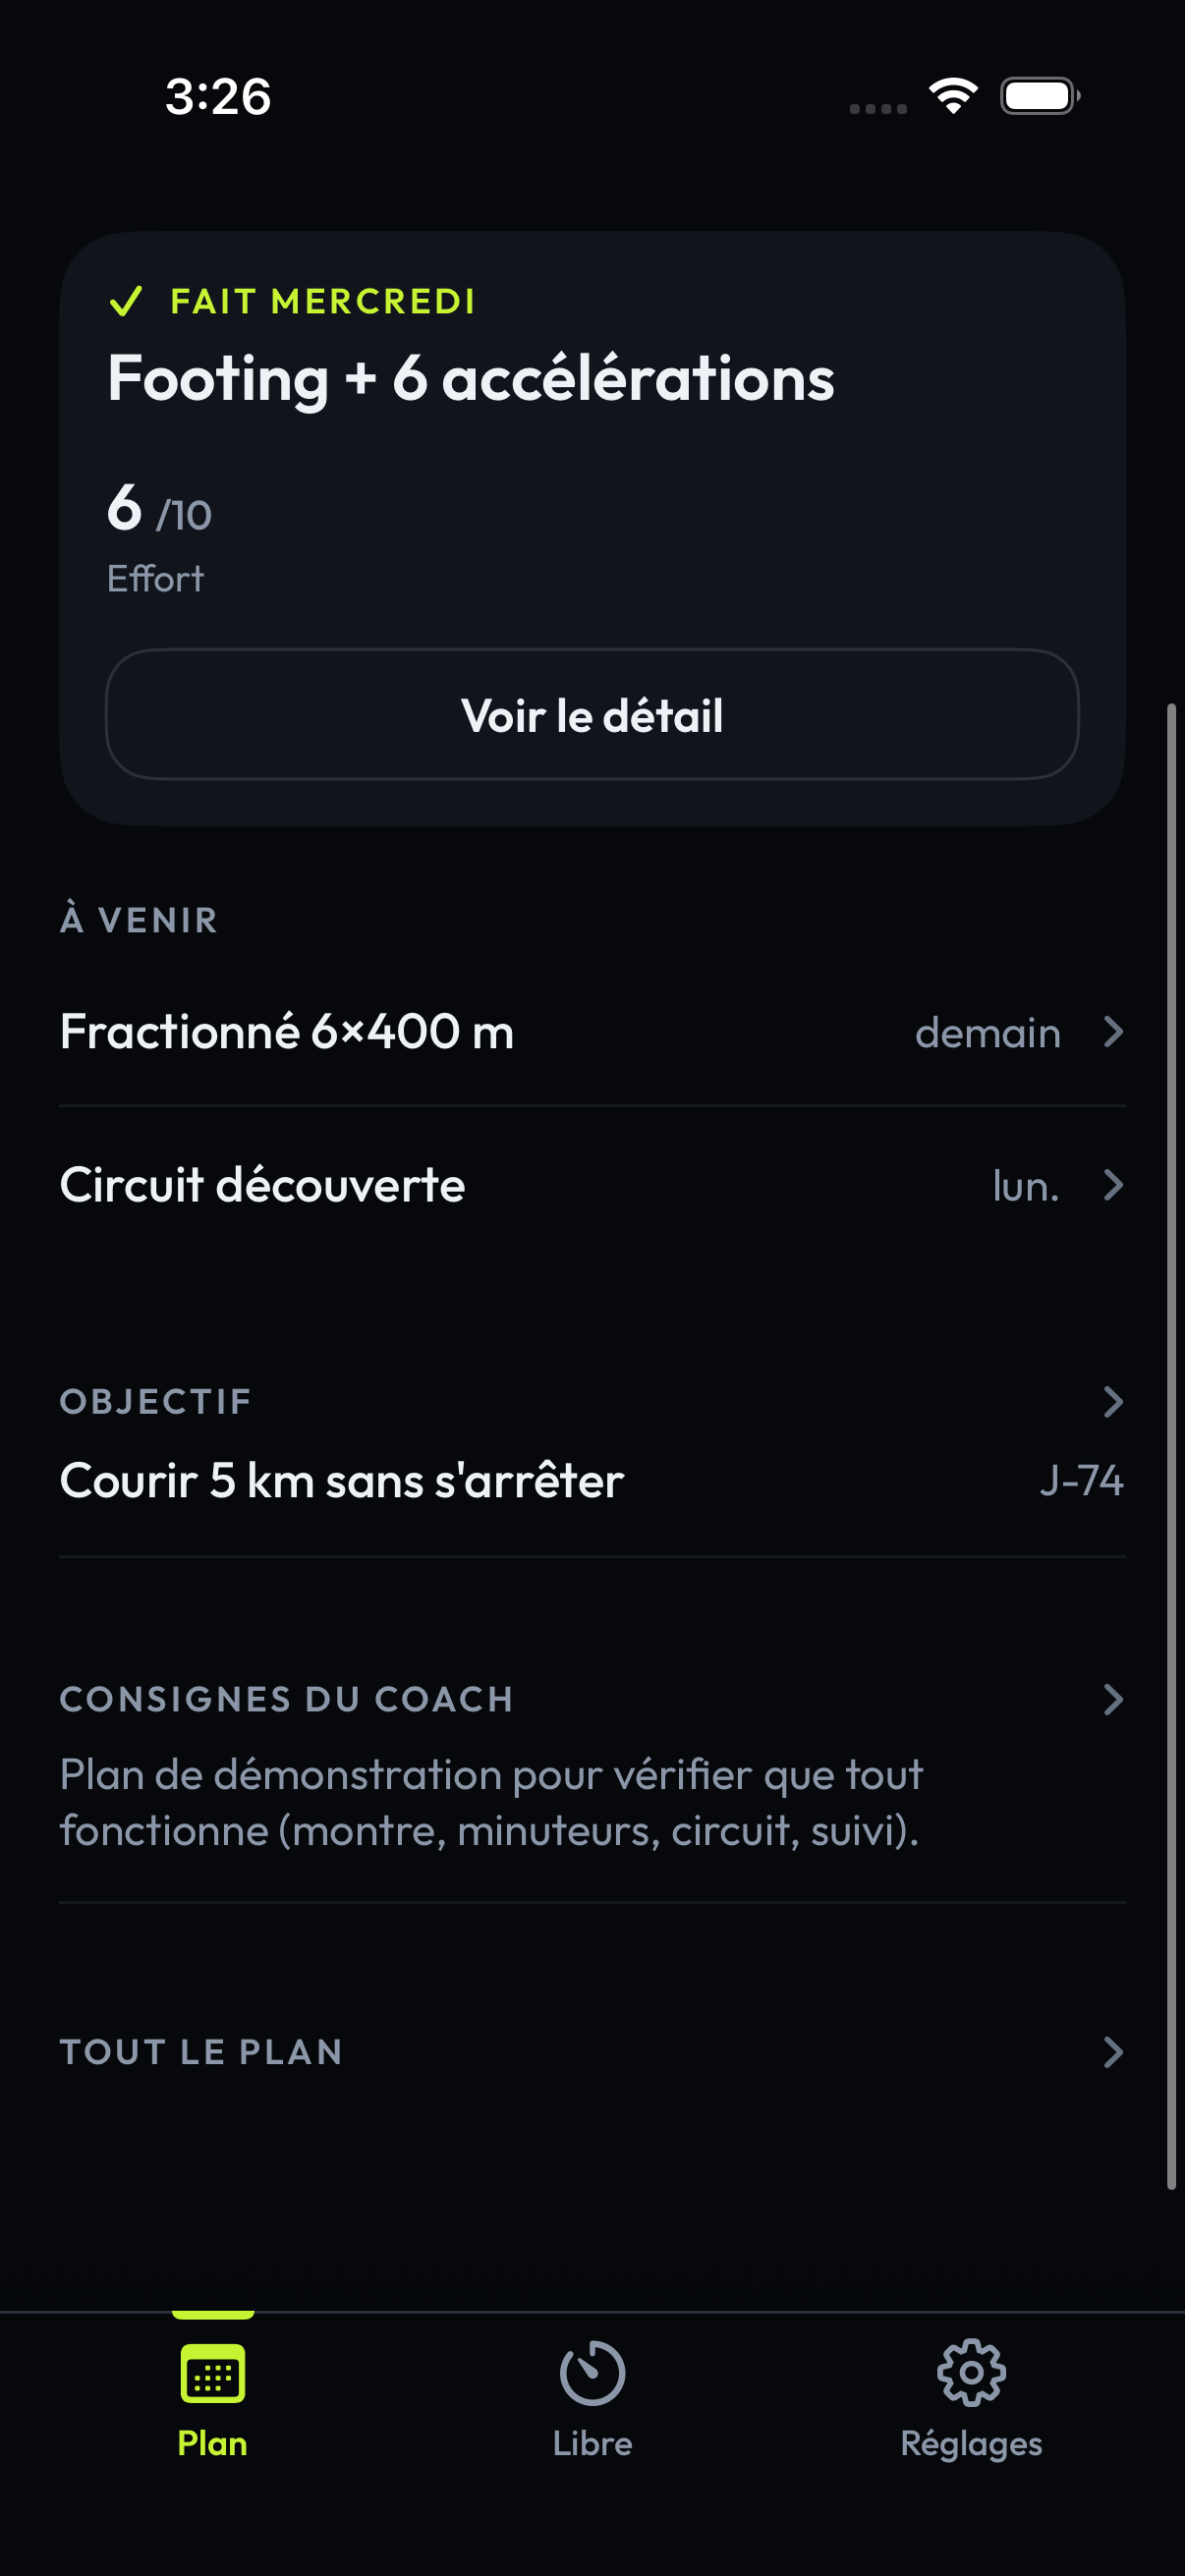 3:26
FAIT MERCREDI
Footing + 6 accélérations
6 /10
Effort
Voir le détail
À VENIR
Fractionné 6×400 m demain
Circuit découverte lun.
OBJECTIF
Courir 5 km sans s'arrêter J-74
CONSIGNES DU COACH
Plan de démonstration pour vérifier que tout
fonctionne (montre, minuteurs, circuit, suivi).
TOUT LE PLAN
Plan Libre Réglages